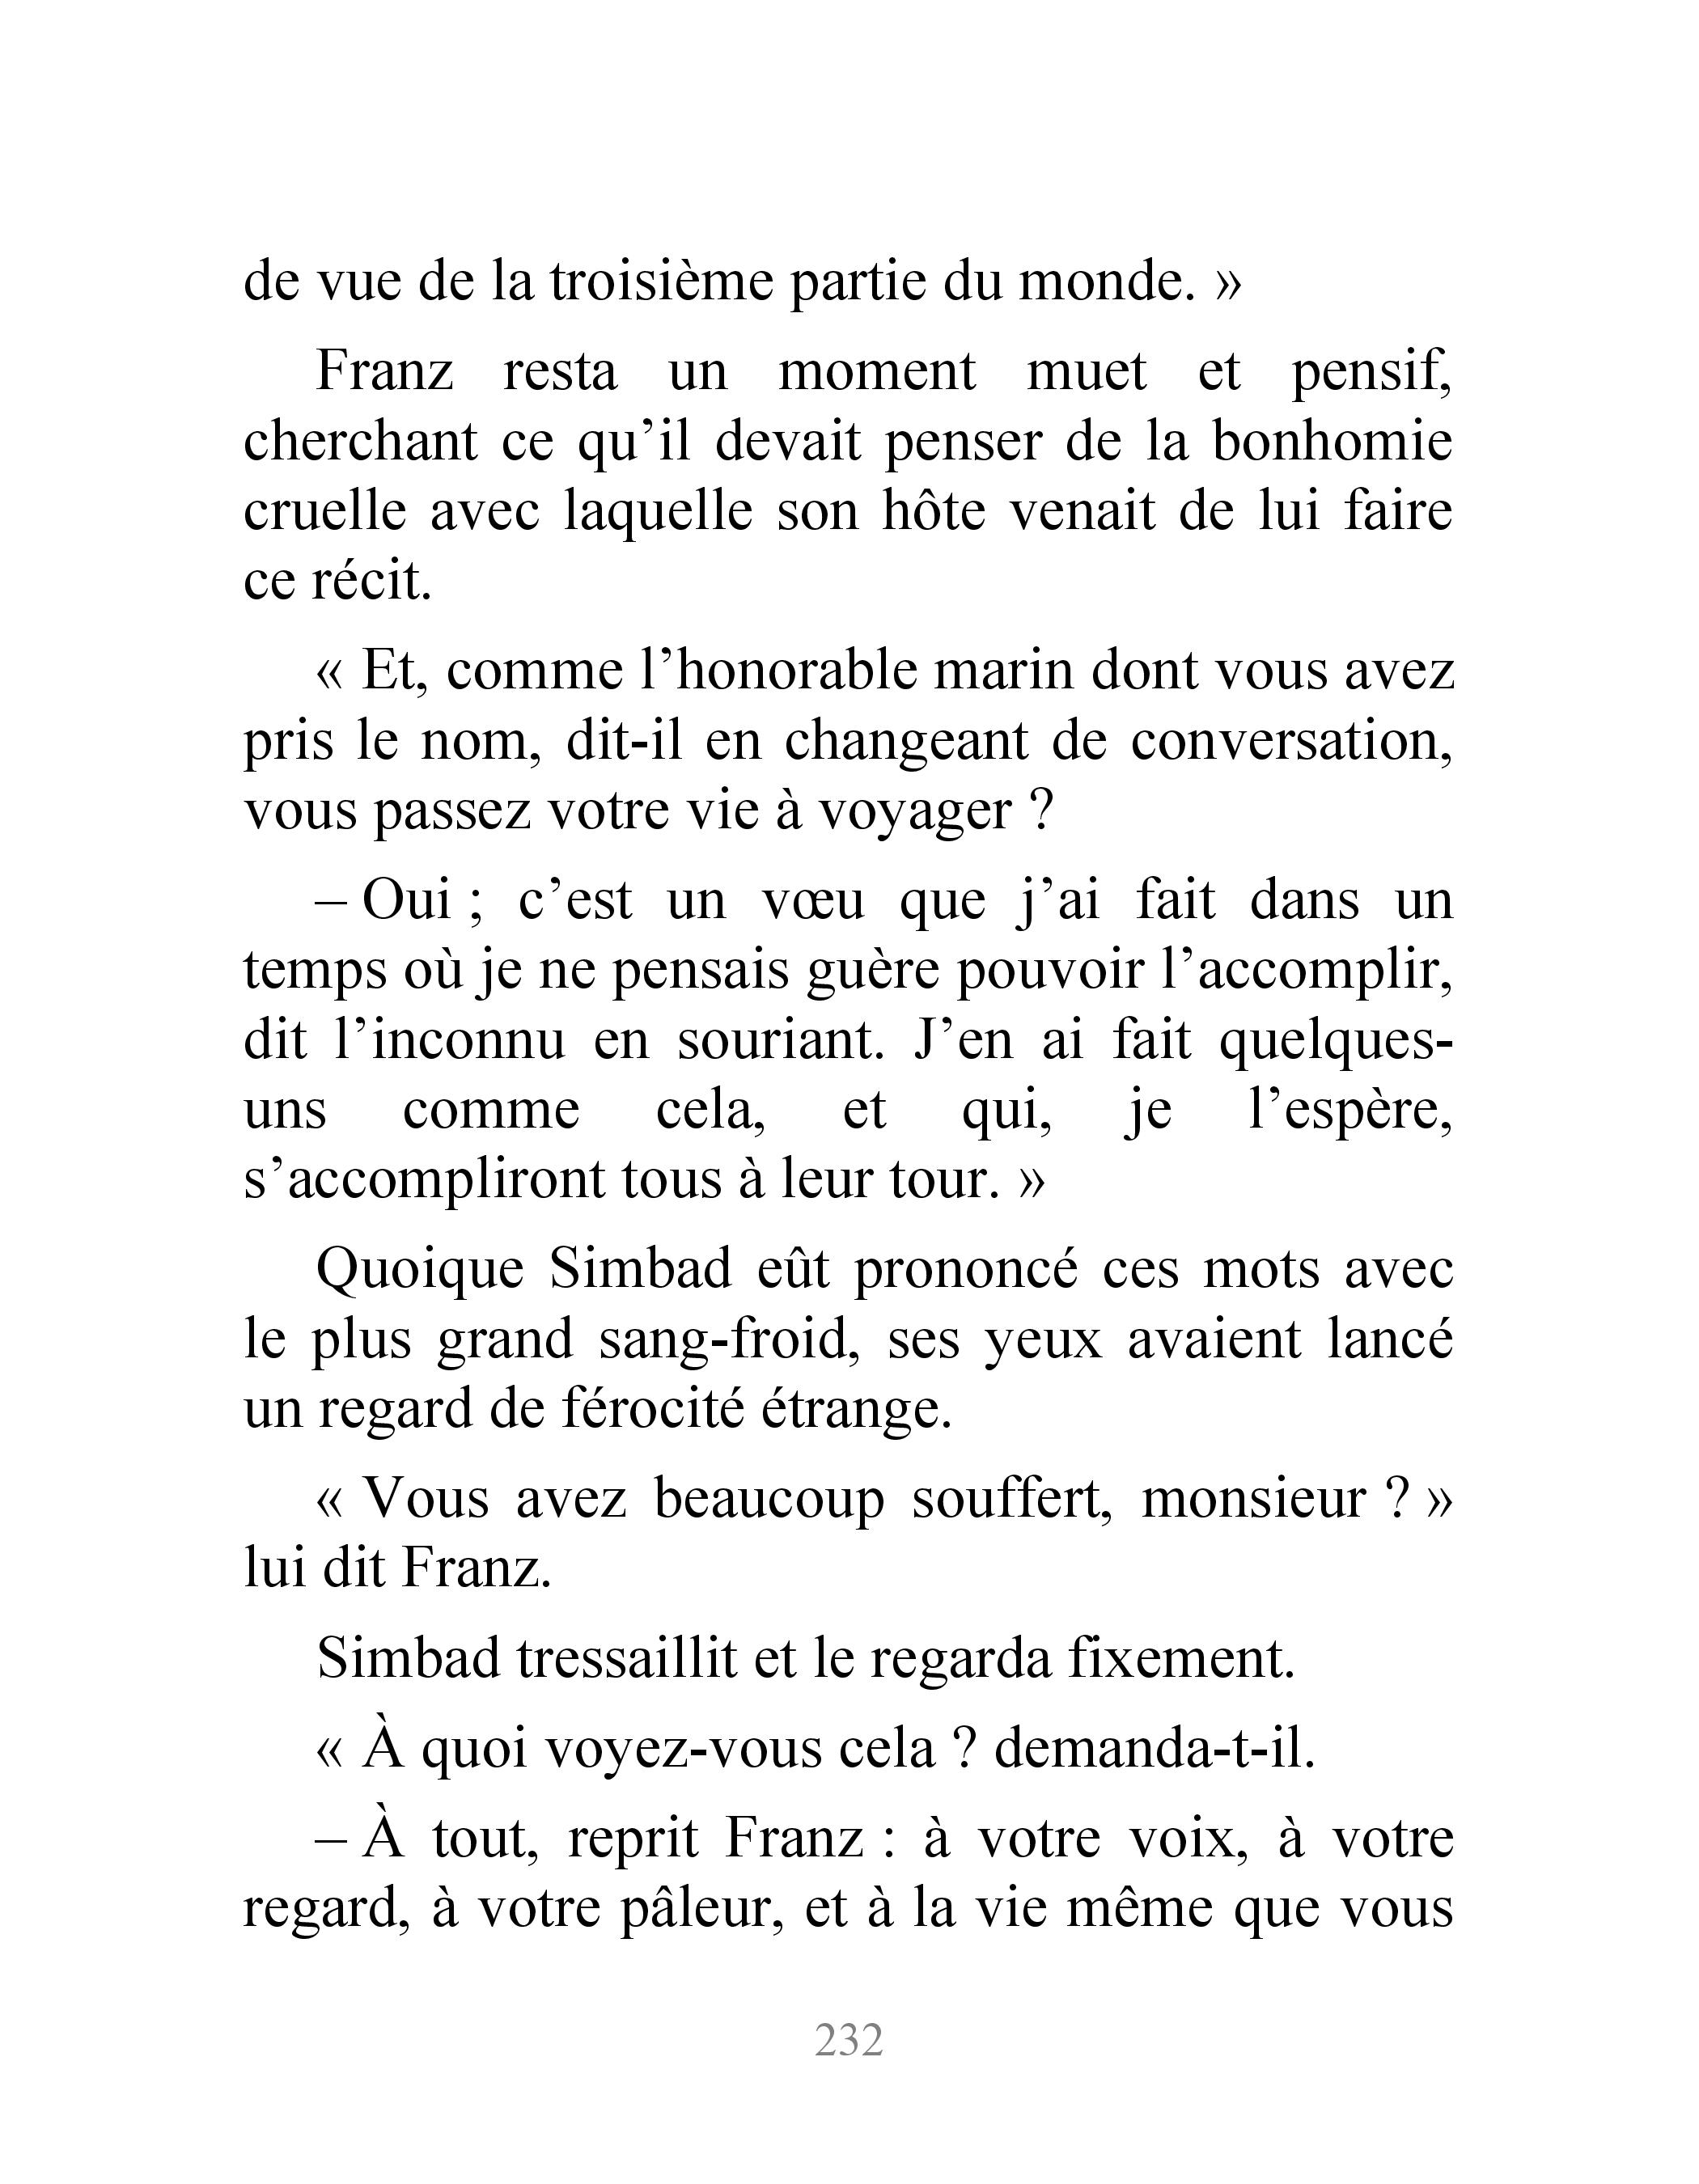 de vue de la troisième partie du monde. »
Franz resta un moment muet et pensif,
cherchant ce qu’il devait penser de la bonhomie
cruelle avec laquelle son hôte venait de lui faire
ce récit.
« Et, comme l’honorable marin dont vous avez
pris le nom, dit-il en changeant de conversation,
vous passez votre vie à voyager ?
– Oui ; c’est un vœu que j’ai fait dans un
temps où je ne pensais guère pouvoir l’accomplir,
dit l’inconnu en souriant. J’en ai fait quelques-
uns comme cela, et qui, je l’espère,
s’accompliront tous à leur tour. »
Quoique Simbad eût prononcé ces mots avec
le plus grand sang-froid, ses yeux avaient lancé
un regard de férocité étrange.
« Vous avez beaucoup souffert, monsieur ? »
lui dit Franz.
Simbad tressaillit et le regarda fixement.
« À quoi voyez-vous cela ? demanda-t-il.
– À tout, reprit Franz : à votre voix, à votre
regard, à votre pâleur, et à la vie même que vous
232